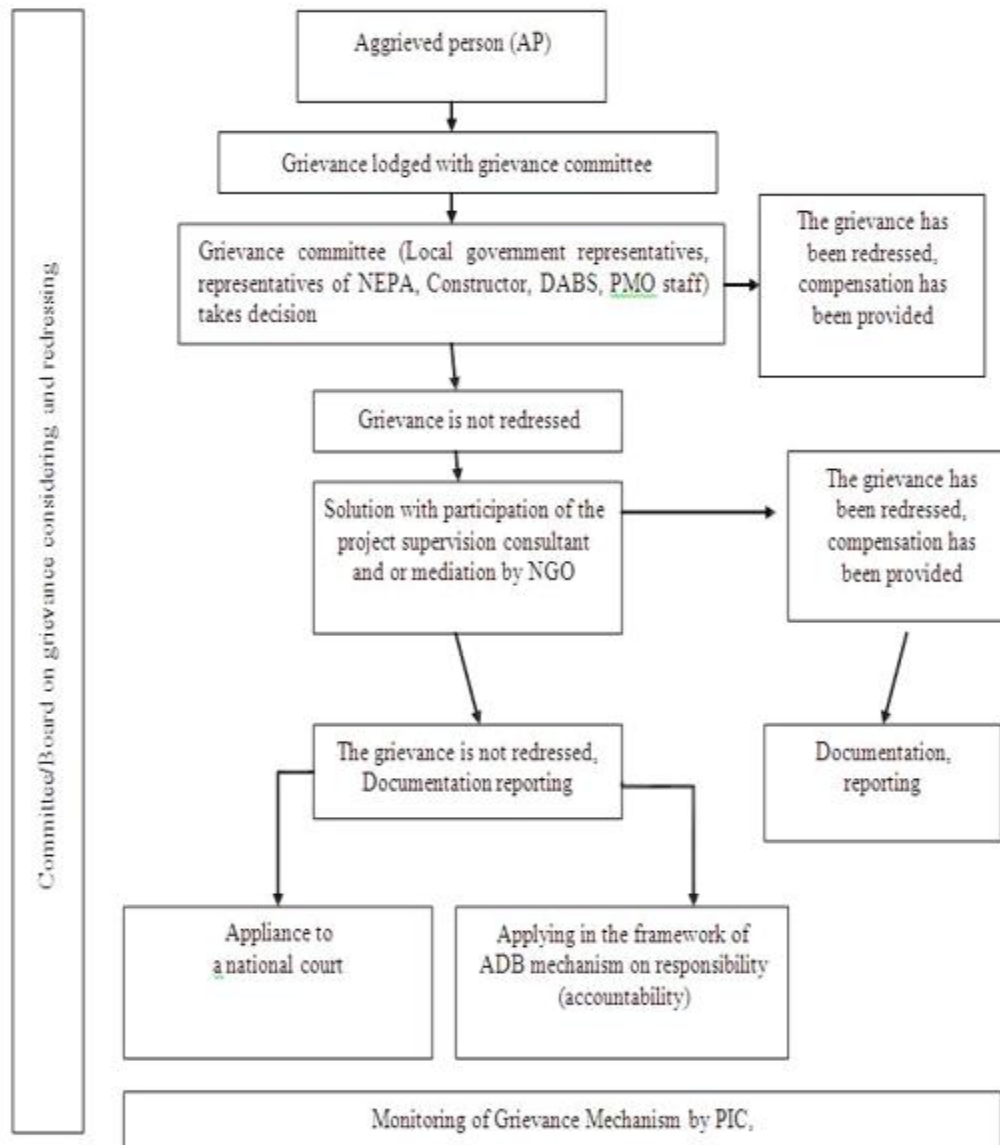 Committee/Board on grievance considering and redressing
Aggrieved person (AP)
Grievance lodged with grievance committee
Grievance committee (Local government representatives,
representatives of NEPA, Constructor, DABS, PMO staff)
takes decision
The grievance has
been redressed,
compensation has
been provided
Grievance is not redressed
Solution with participation of the
project supervision consultant
and or mediation by NGO
The grievance has
been redressed,
compensation has
been provided
The grievance is not redressed,
Documentation reporting
Documentation,
reporting
Appliance to
a national court
Applying in the framework of
ADB mechanism on responsibility
(accountability)
Monitoring of Grievance Mechanism by PIC,